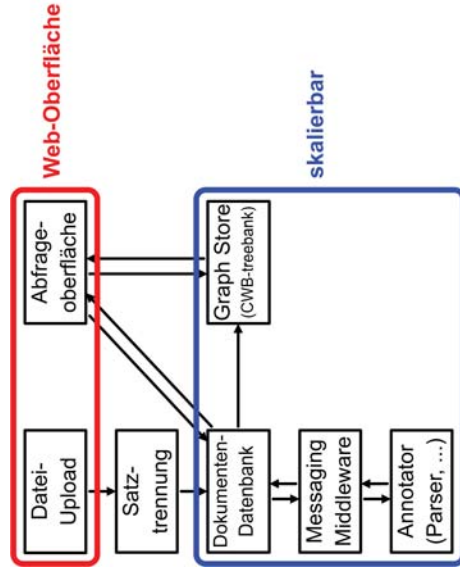 Web-Oberfläche
Datei-
Upload
Abfrage-
oberfläche
Satz-
trennung
skalierbar
Dokumenten-
Datenbank
Graph Store
(CWB-treebank)
Messaging
Middleware
Annotator
(Parser, ...)